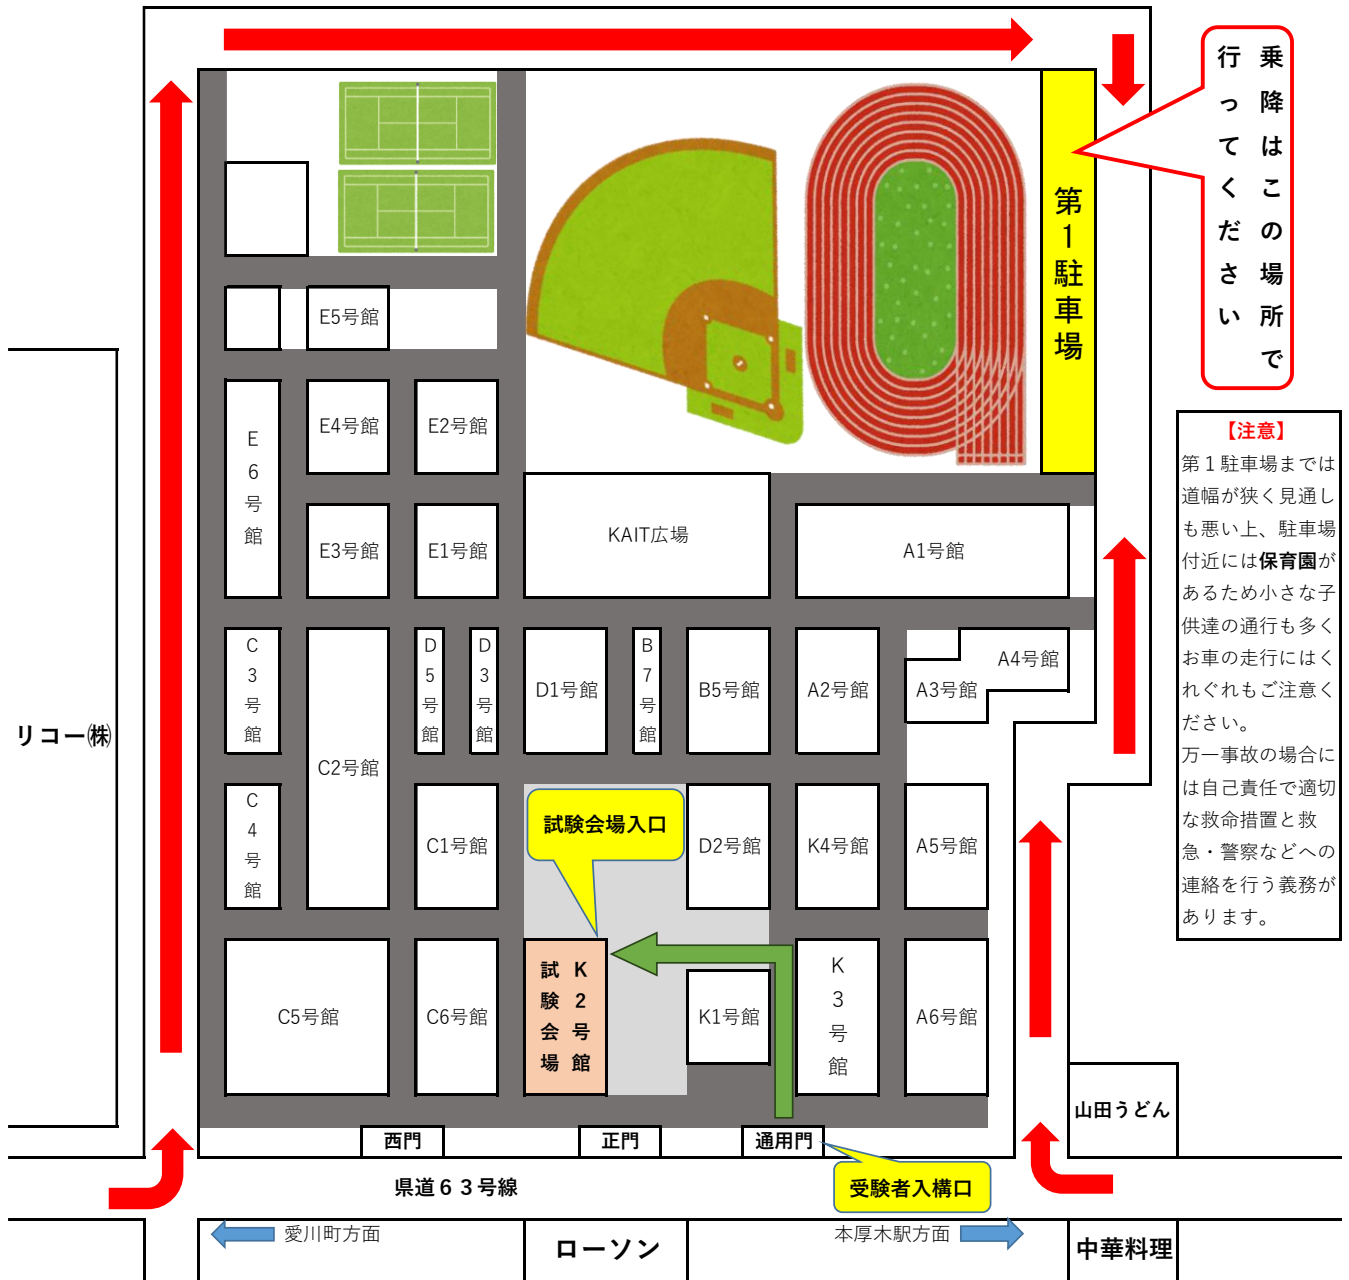 乗降はこの場所で
行ってください
第1駐車場
【注意】
第１駐車場までは
道幅が狭く見通し
も悪い上、駐車場
付近には保育園が
あるため小さな子
供達の通行も多く
お車の走行にはく
れぐれもご注意く
ださい。
万一事故の場合に
は自己責任で適切
な救命措置と救
急・警察などへの
連絡を行う義務が
あります。
E5号館
E6号館
E4号館
E2号館
E3号館
E1号館
KAIT広場
A1号館
C3号館
C2号館
D5号館
D3号館
D1号館
B7号館
B5号館
A2号館
A3号館
A4号館
リコー㈱
C4号館
C1号館
試験会場入口
D2号館
K4号館
A5号館
C5号館
C6号館
K2号館
試験会場
K1号館
K3号館
A6号館
山田うどん
西門
正門
通用門
県道６３号線
受験者入構口
愛川町方面
ローソン
本厚木駅方面
中華料理